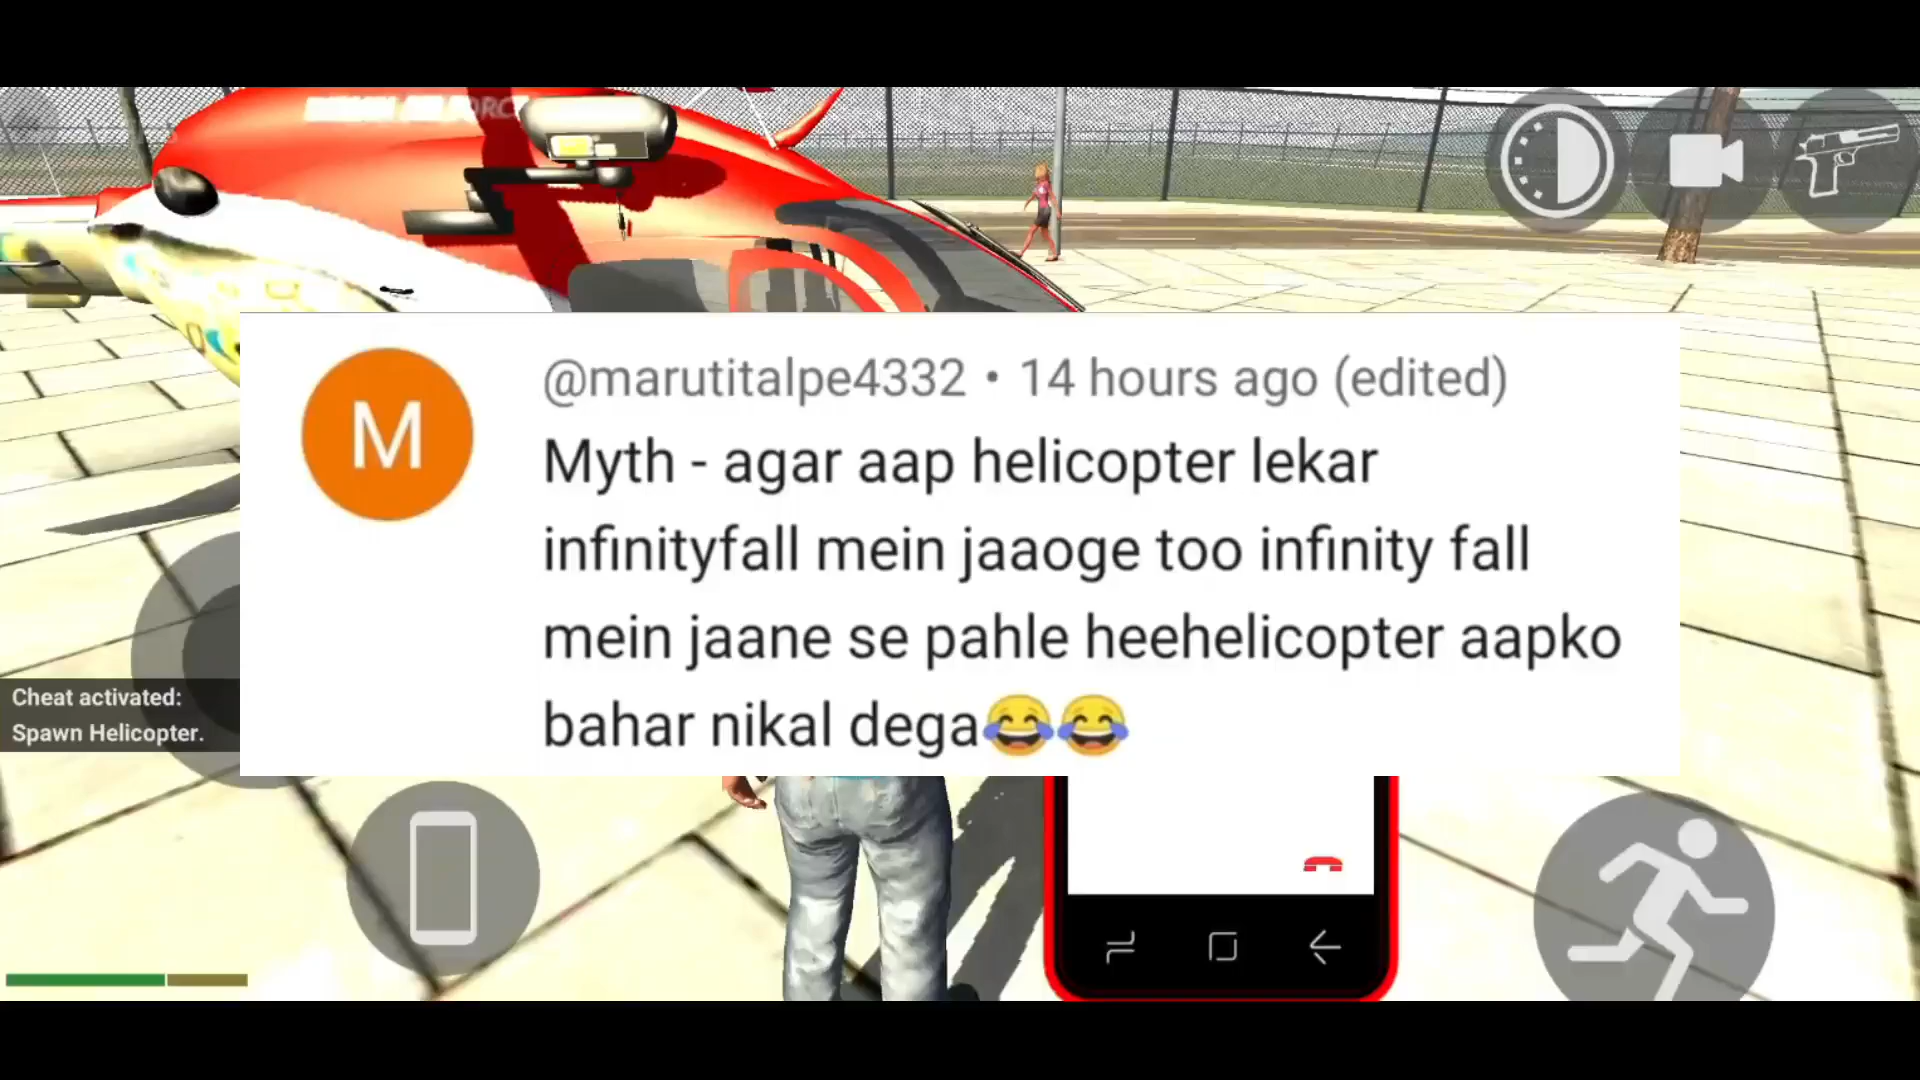 @marutitalpe4332 • 14 hours ago (edited)
M
Myth - agar aap helicopter lekar
infinityfall mein jaaoge too infinity fall
mein jaane se pahle heehelicopter aapko
bahar nikal dega😂😂
Cheat activated:
Spawn Helicopter.